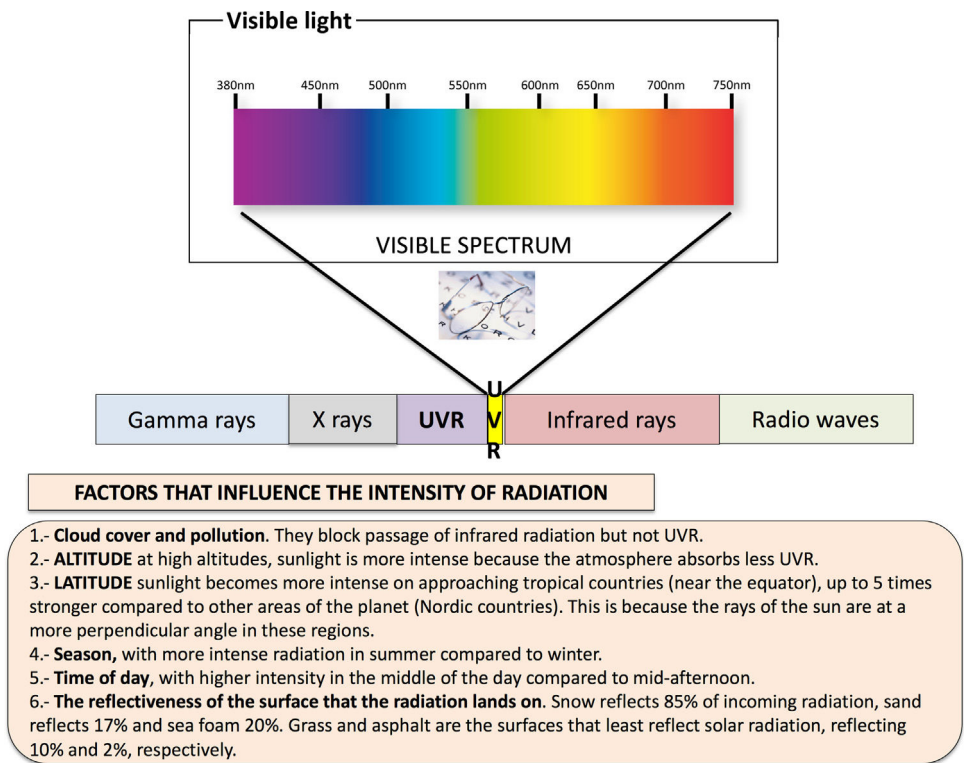 Visible light
380nm 450nm 500nm 550nm 600nm 650nm 700nm 750nm
VISIBLE SPECTRUM
Gamma rays X rays UVR UVR Infrared rays Radio waves
FACTORS THAT INFLUENCE THE INTENSITY OF RADIATION
1.- Cloud cover and pollution. They block passage of infrared radiation but not UVR.
2.- ALTITUDE at high altitudes, sunlight is more intense because the atmosphere absorbs less UVR.
3.- LATITUDE sunlight becomes more intense on approaching tropical countries (near the equator), up to 5 times
stronger compared to other areas of the planet (Nordic countries). This is because the rays of the sun are at a
more perpendicular angle in these regions.
4.- Season, with more intense radiation in summer compared to winter.
5.- Time of day, with higher intensity in the middle of the day compared to mid-afternoon.
6.- The reflectiveness of the surface that the radiation lands on. Snow reflects 85% of incoming radiation, sand
reflects 17% and sea foam 20%. Grass and asphalt are the surfaces that least reflect solar radiation, reflecting
10% and 2%, respectively.